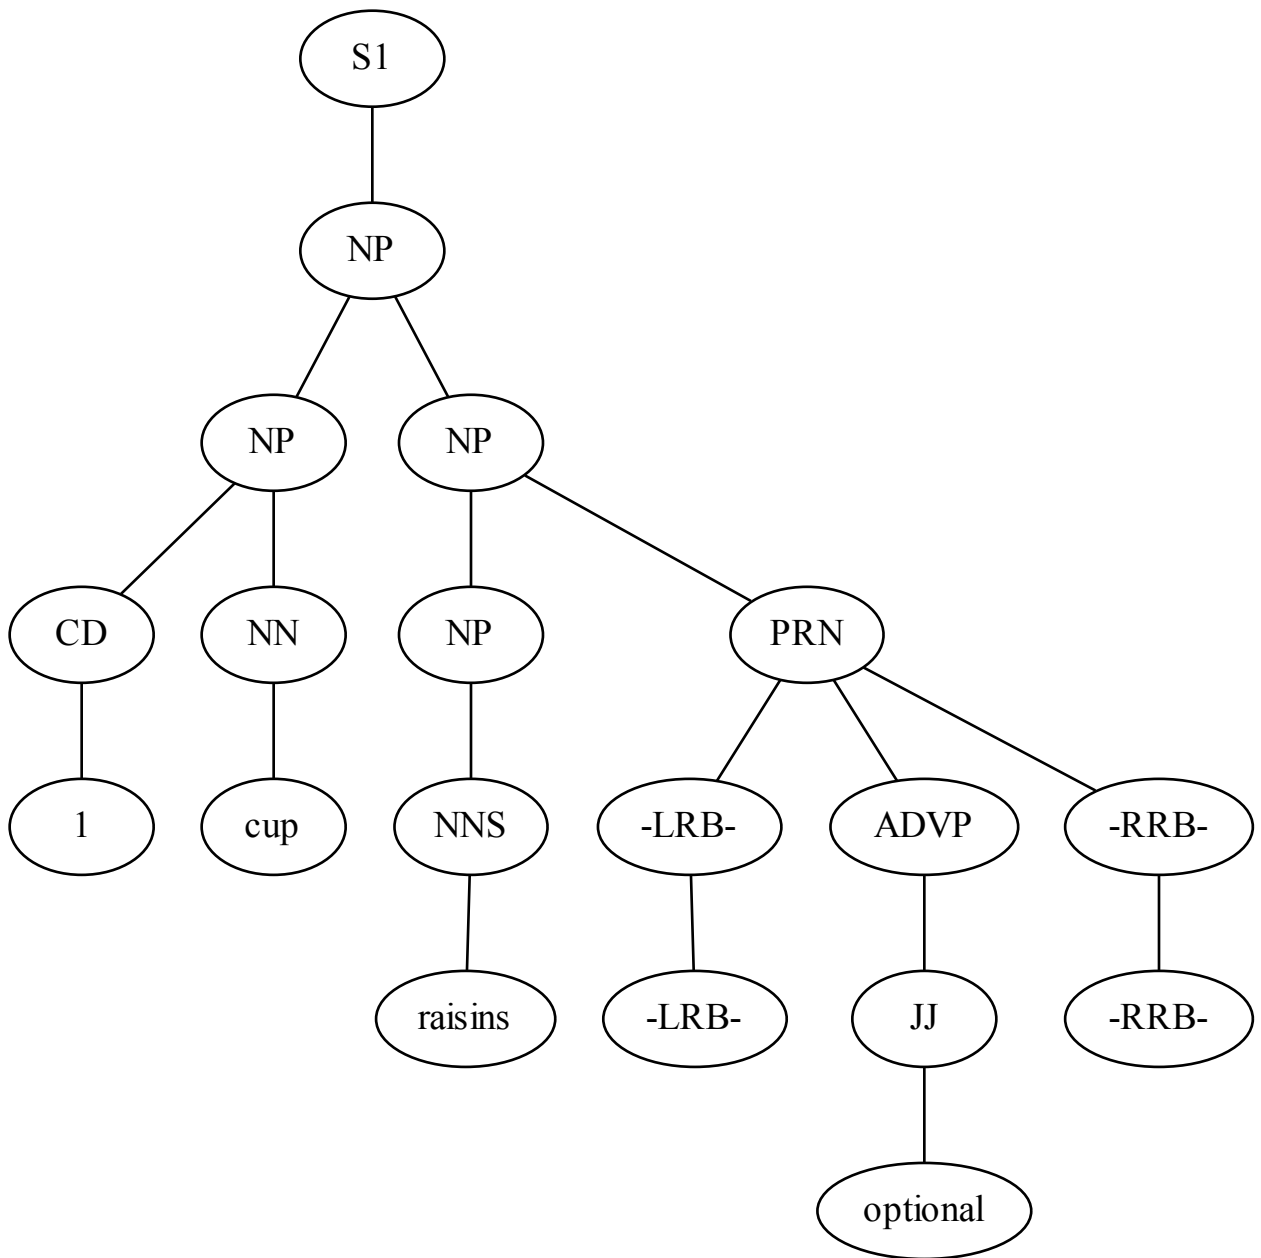 S1
NP
NP NP
CD NN NP PRN
1 cup NNS -LRB- ADVP -RRB-
raisins -LRB- JJ -RRB-
optional